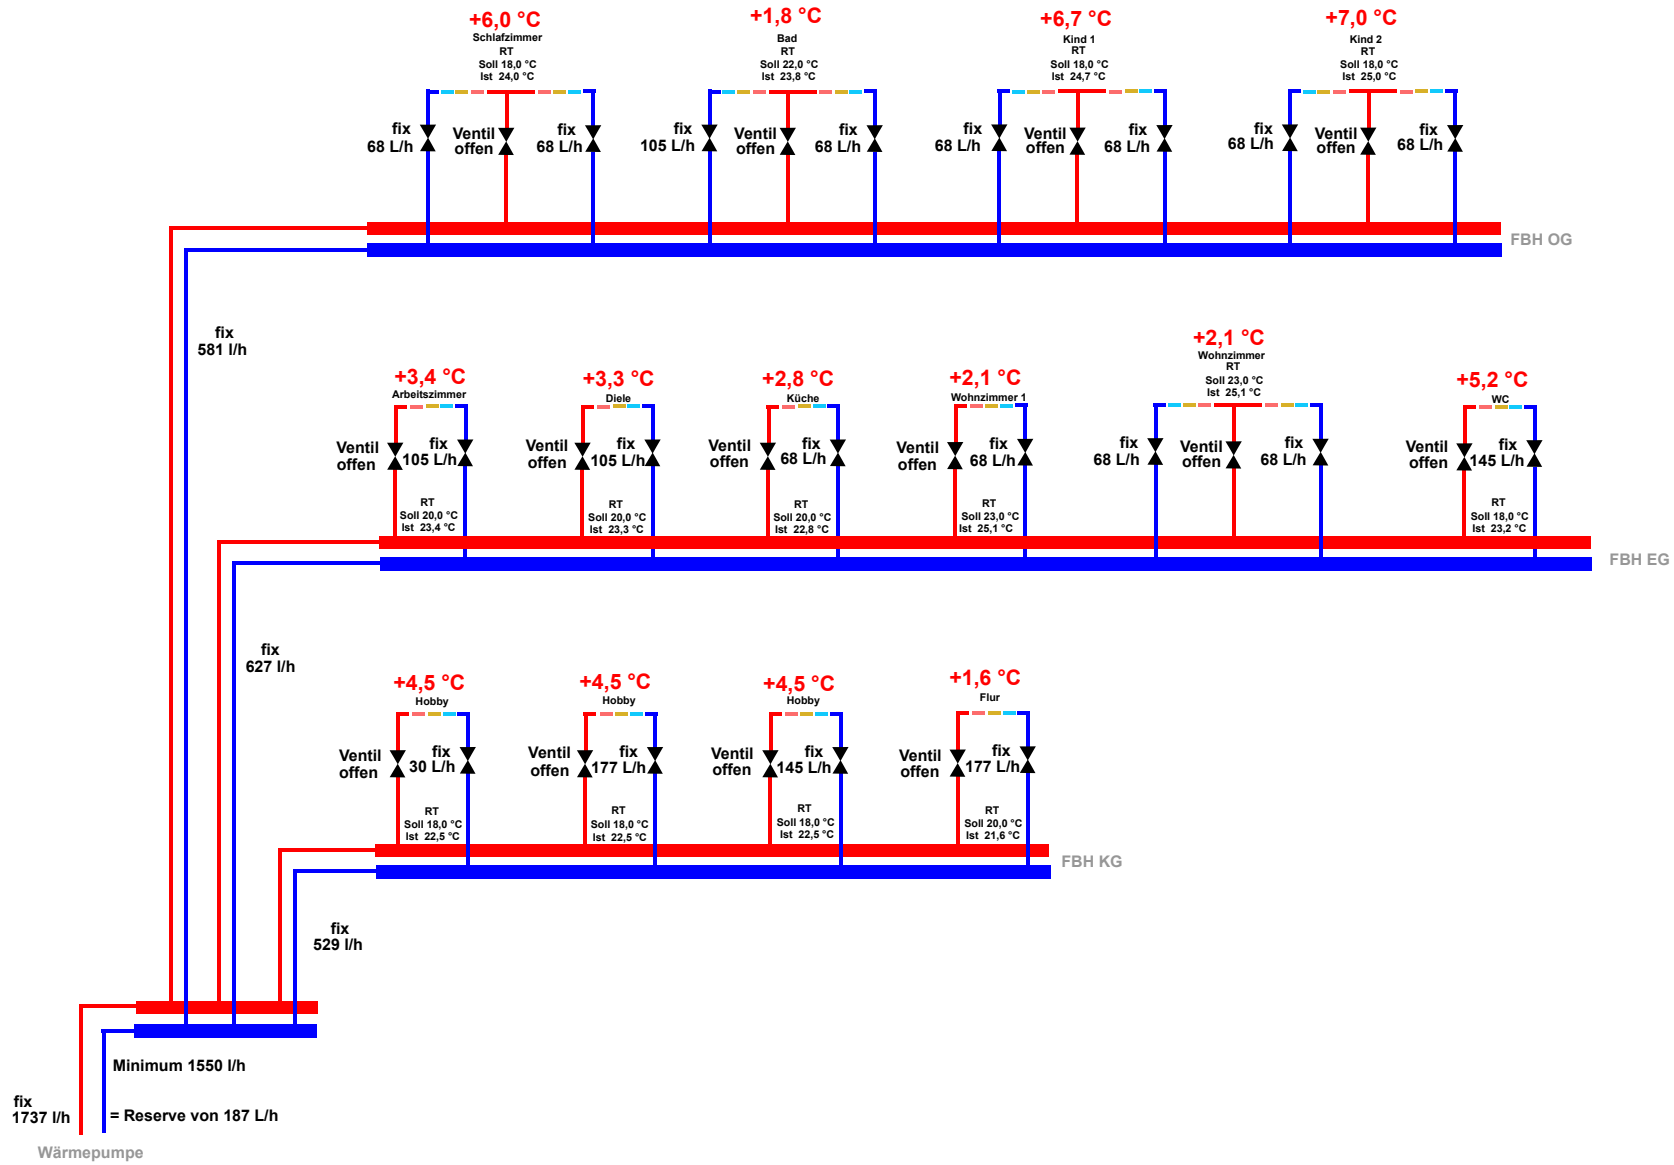 +6,0 °C
Schlafzimmer
RT
Soll 18,0 °C
Ist 24,0 °C
fix
68 L/h
Ventil
offen
fix
68 L/h
+1,8 °C
Bad
RT
Soll 22,0 °C
Ist 23,8 °C
fix
105 L/h
Ventil
offen
fix
68 L/h
+6,7 °C
Kind 1
RT
Soll 18,0 °C
Ist 24,7 °C
fix
68 L/h
Ventil
offen
fix
68 L/h
+7,0 °C
Kind 2
RT
Soll 18,0 °C
Ist 25,0 °C
fix
68 L/h
Ventil
offen
fix
68 L/h
FBH OG
fix
581 l/h
+3,4 °C
Arbeitszimmer
Ventil
offen
fix
105 L/h
RT
Soll 20,0 °C
Ist 23,4 °C
+3,3 °C
Diele
Ventil
offen
fix
105 L/h
RT
Soll 20,0 °C
Ist 23,3 °C
+2,8 °C
Küche
Ventil
offen
fix
68 L/h
RT
Soll 20,0 °C
Ist 22,8 °C
+2,1 °C
Wohnzimmer 1
Ventil
offen
fix
68 L/h
RT
Soll 23,0 °C
Ist 25,1 °C
+2,1 °C
Wohnzimmer
RT
Soll 23,0 °C
Ist 25,1 °C
fix
68 L/h
Ventil
offen
fix
68 L/h
+5,2 °C
WC
Ventil
offen
fix
145 L/h
RT
Soll 18,0 °C
Ist 23,2 °C
FBH EG
fix
627 l/h
+4,5 °C
Hobby
Ventil
offen
fix
30 L/h
RT
Soll 18,0 °C
Ist 22,5 °C
+4,5 °C
Hobby
Ventil
offen
fix
177 L/h
RT
Soll 18,0 °C
Ist 22,5 °C
+4,5 °C
Hobby
Ventil
offen
fix
145 L/h
RT
Soll 18,0 °C
Ist 22,5 °C
+1,6 °C
Flur
Ventil
offen
fix
177 L/h
RT
Soll 20,0 °C
Ist 21,6 °C
FBH KG
fix
529 l/h
Minimum 1550 l/h
fix
1737 l/h
= Reserve von 187 L/h
Wärmepumpe